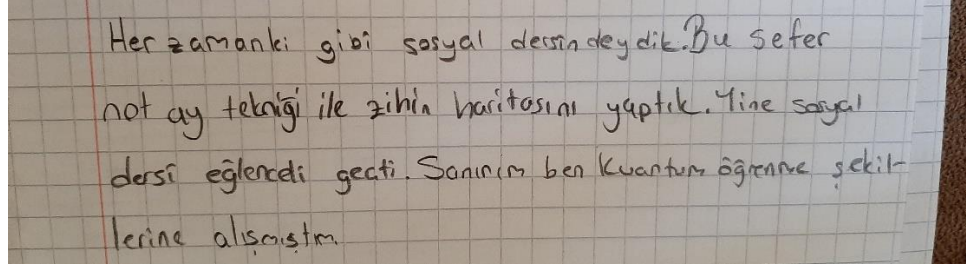 Her zamanki gibi sosyal dersindeydik. Bu sefer
not ay tekniği ile zihin haritasını yaptık. Yine sosyal
dersi eğlenceli geçti. Sanırım ben Kuantum öğrenme şekil-
lerine alışmıştım.